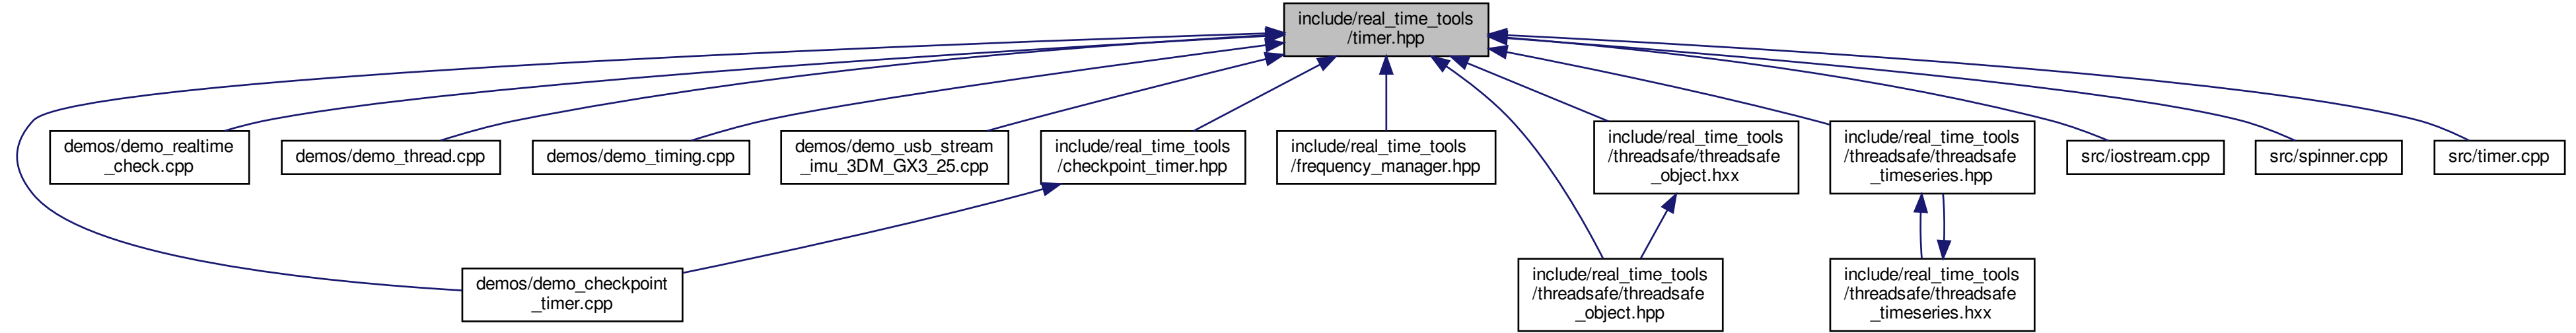 include/real_time_tools
/timer.hpp
demos/demo_realtime
_check.cpp
demos/demo_thread.cpp
demos/demo_timing.cpp
demos/demo_usb_stream
_imu_3DM_GX3_25.cpp
include/real_time_tools
/checkpoint_timer.hpp
include/real_time_tools
/frequency_manager.hpp
include/real_time_tools
/threadsafe/threadsafe
_object.hxx
include/real_time_tools
/threadsafe/threadsafe
_timeseries.hpp
src/iostream.cpp
src/spinner.cpp
src/timer.cpp
demos/demo_checkpoint
_timer.cpp
include/real_time_tools
/threadsafe/threadsafe
_object.hpp
include/real_time_tools
/threadsafe/threadsafe
_timeseries.hxx